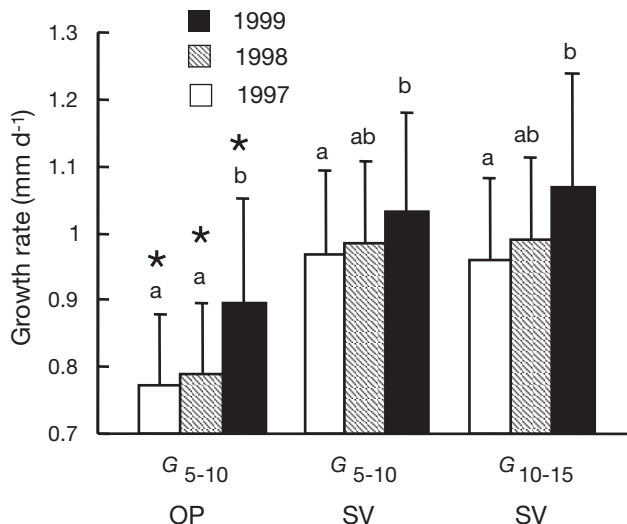 1999
1998
1997
Growth rate (mm d-1)
1.3
1.2
1.1
1
0.9
0.8
0.7
* a
* a
* b
a
ab
b
a
ab
b
G 5-10
G 5-10
G 10-15
OP
SV
SV